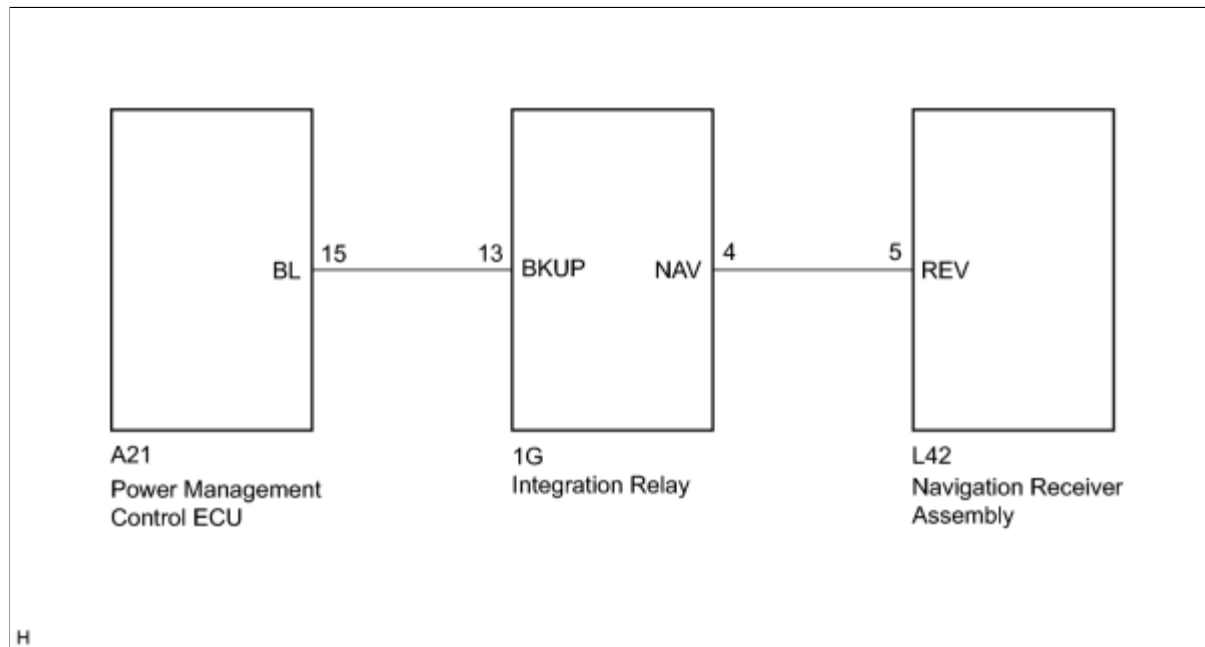 15 13 4 5
BL BKUP NAV REV
A21 1G L42
Power Management Integration Relay Navigation Receiver
Control ECU Assembly
H